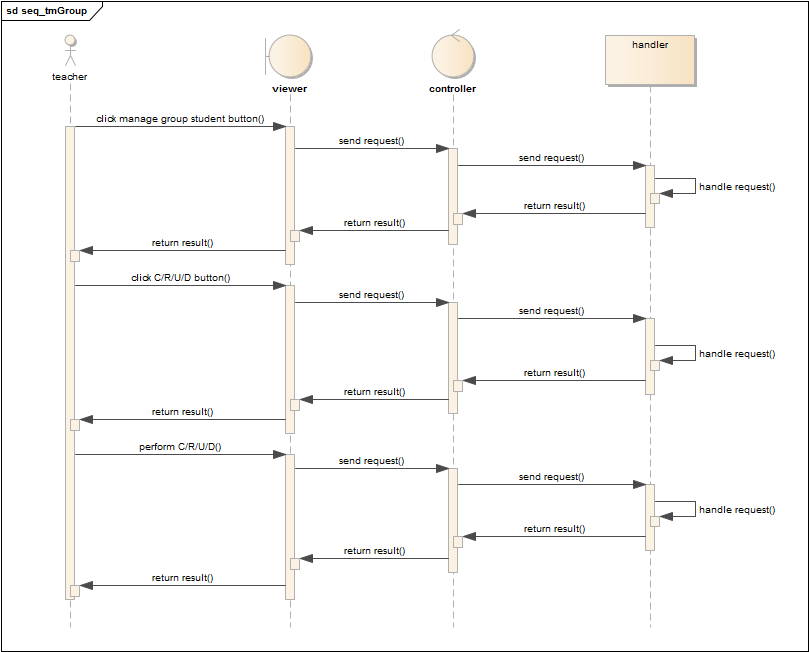 sd seq_tmGroup
handler
teacher
viewer
controller
click manage group student button()
send request()
send request()
handle request()
return result()
return result()
return result()
click C/R/U/D button()
send request()
send request()
handle request()
return result()
return result()
return result()
perform C/R/U/D()
send request()
send request()
handle request()
return result()
return result()
return result()